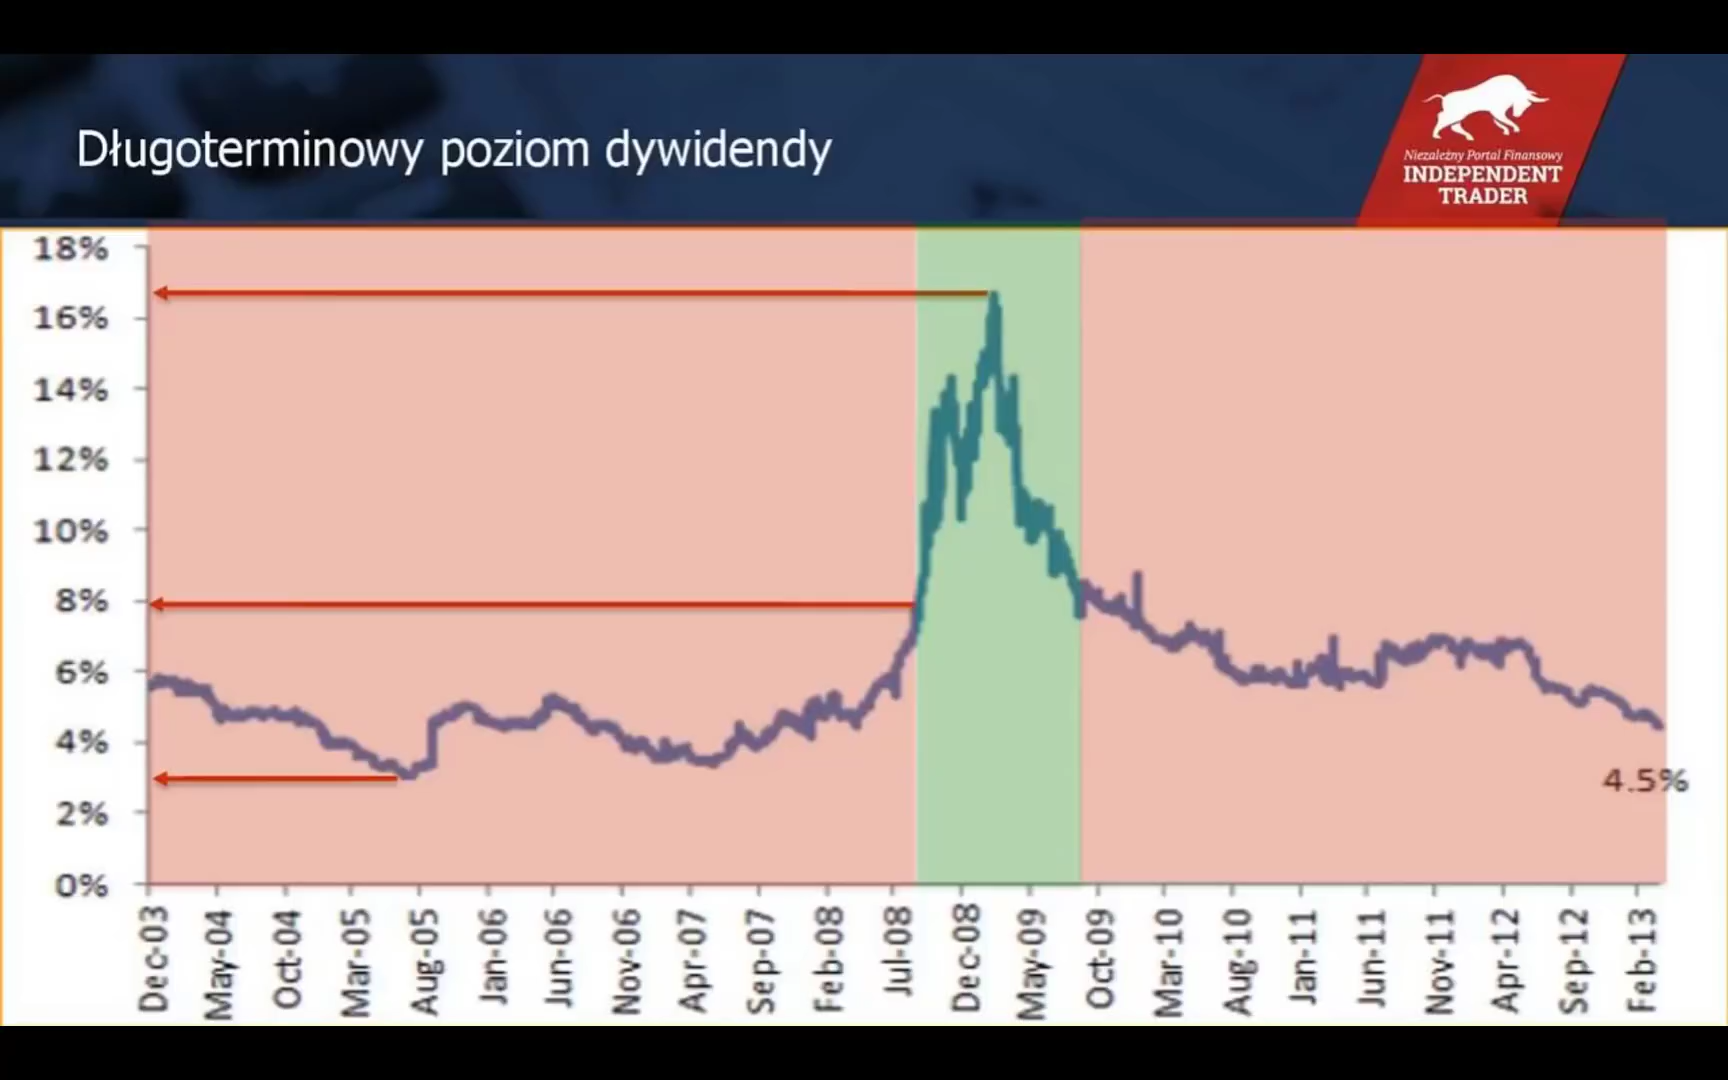 Długoterminowy poziom dywidendy
Niezależny Portal Finansowy
INDEPENDENT
TRADER
18%
16%
14%
12%
10%
8%
6%
4%
2%
0%
4.5%
Dec-03
May-04
Oct-04
Mar-05
Aug-05
Jan-06
Jun-06
Nov-06
Apr-07
Sep-07
Feb-08
Jul-08
Dec-08
May-09
Oct-09
Mar-10
Aug-10
Jan-11
Jun-11
Nov-11
Apr-12
Sep-12
Feb-13